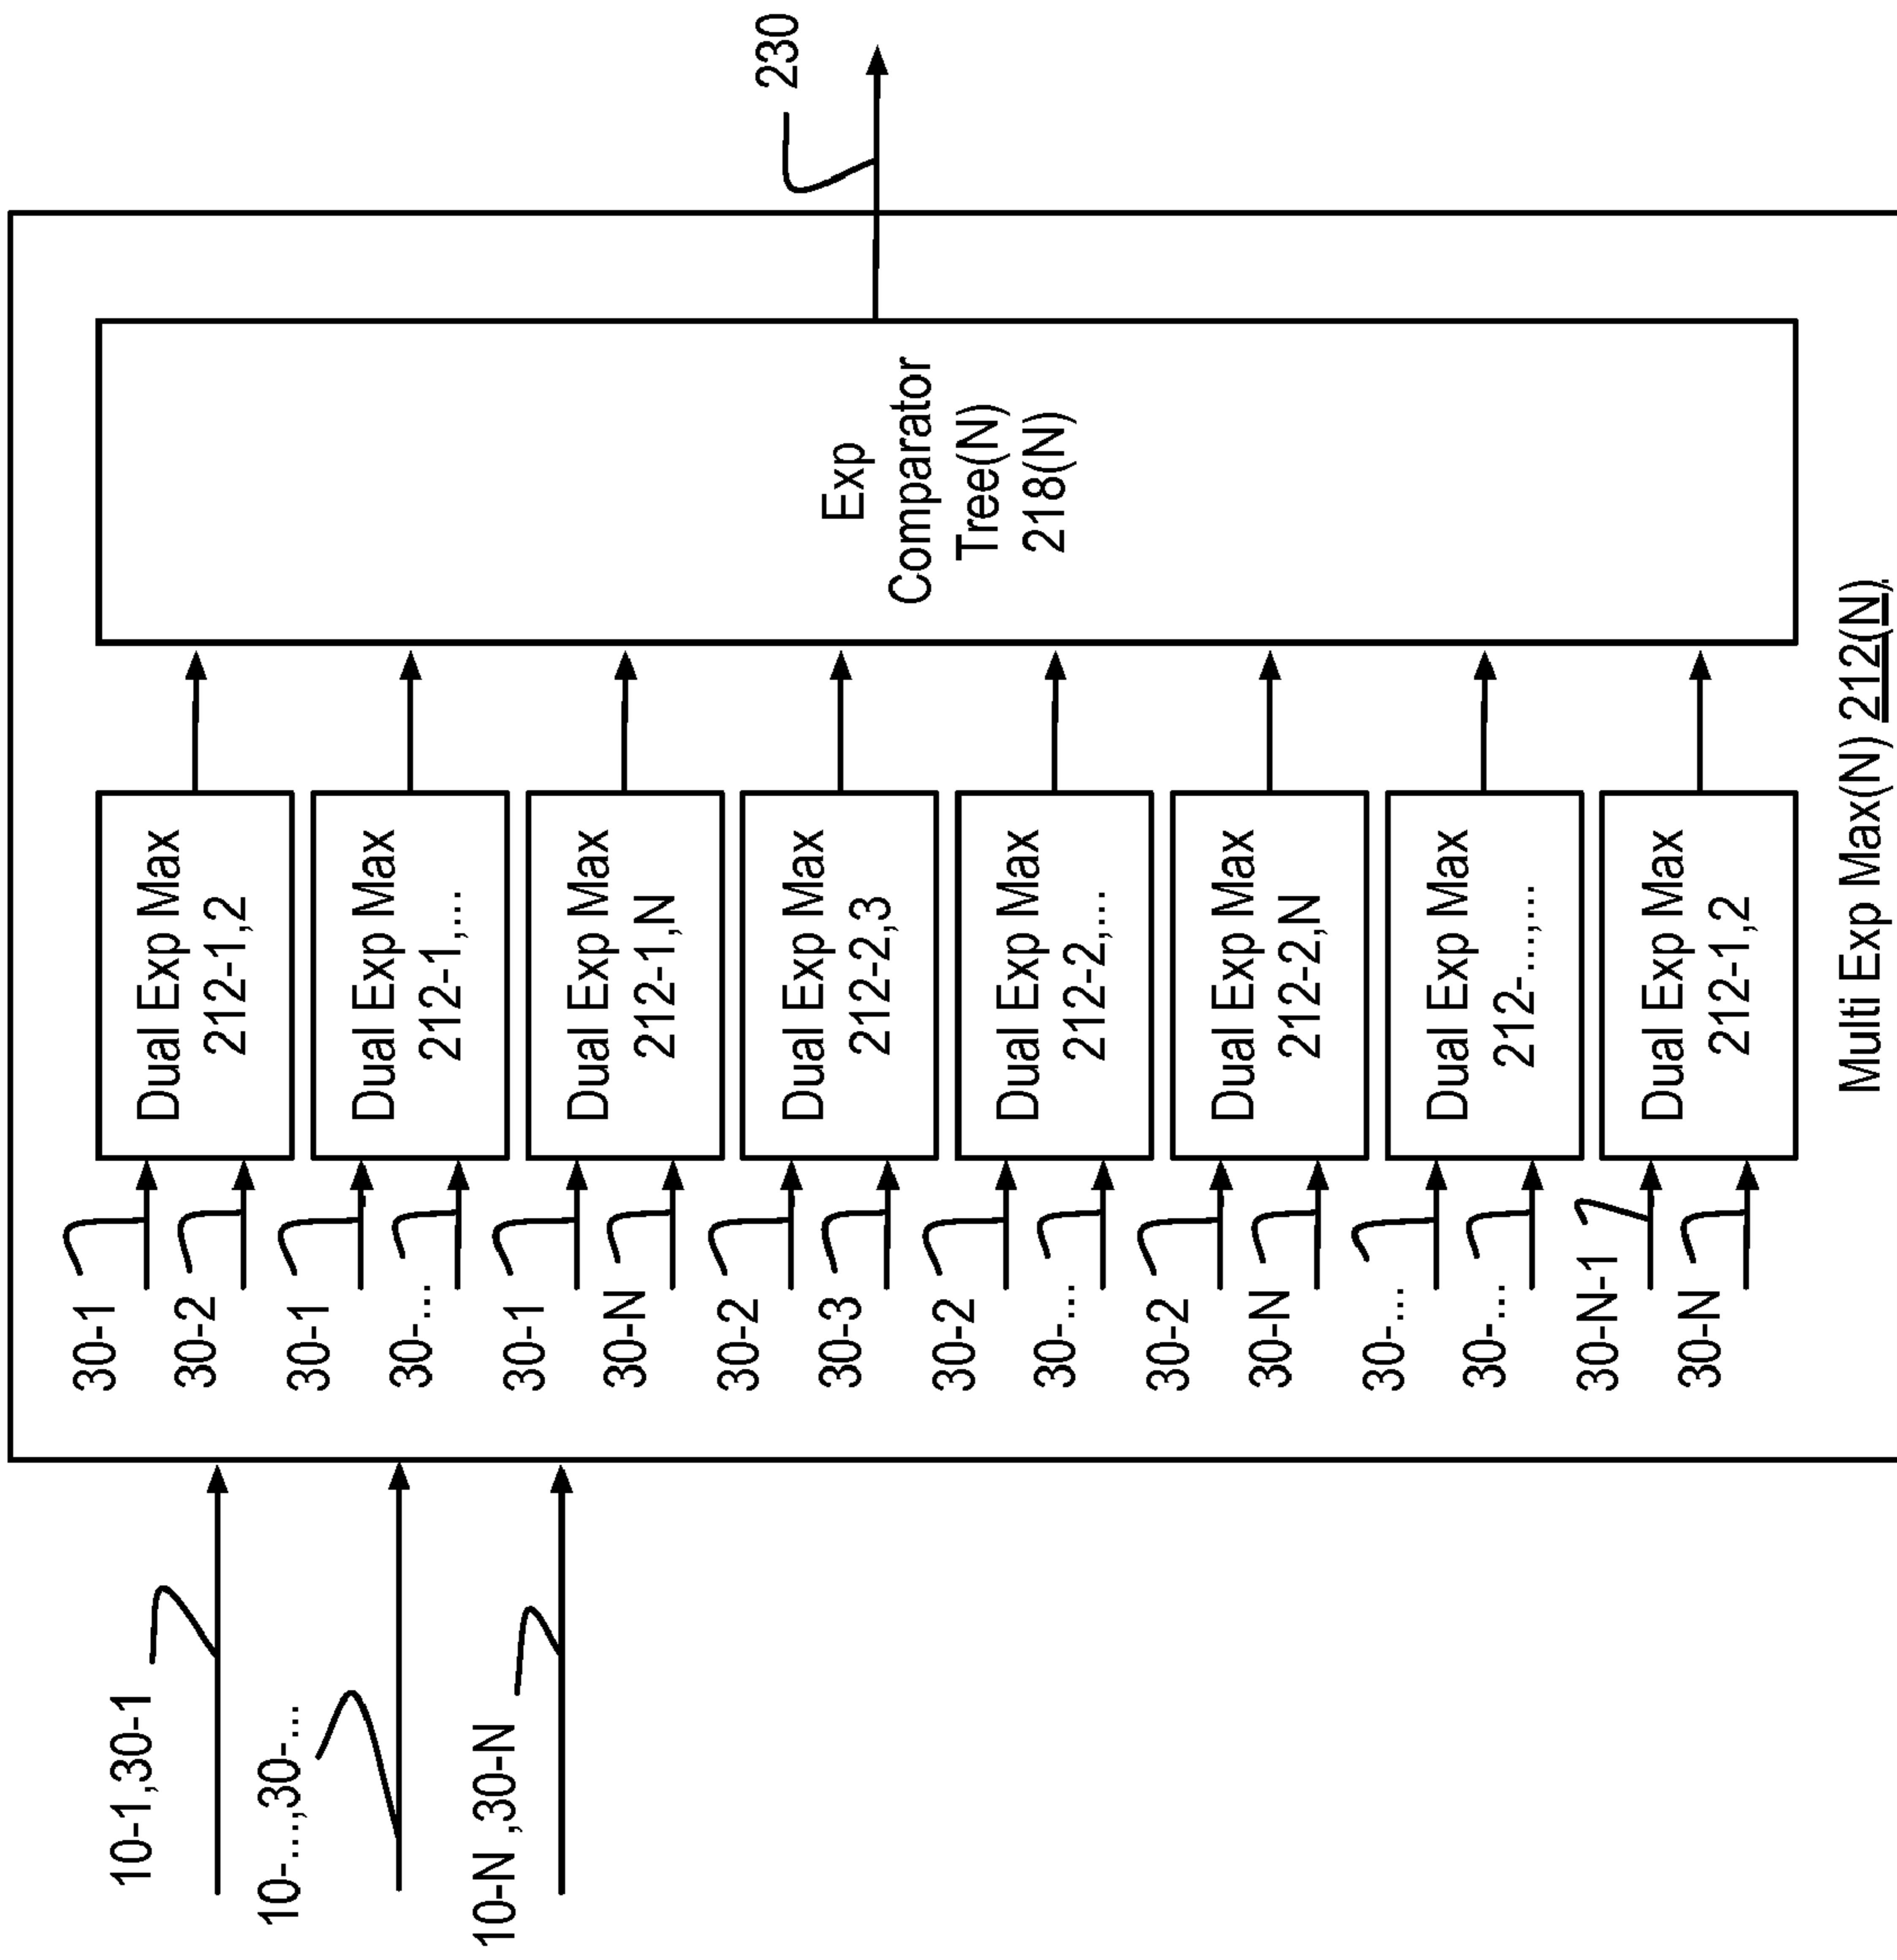 10-1,30-1
10-...,30-...
10-N ,30-N
30-1
30-2
30-1
30-...
30-1
30-N
30-2
30-3
30-2
30-...
30-2
30-N
30-...
30-...
30-N-1
30-N
Dual Exp Max
212-1,2
Dual Exp Max
212-1,...
Dual Exp Max
212-1,N
Dual Exp Max
212-2,3
Dual Exp Max
212-2,...
Dual Exp Max
212-2,N
Dual Exp Max
212-...,...
Dual Exp Max
212-1,2
Exp
Comparator
Tree(N)
218(N)
230
Multi Exp Max(N) 212(N).